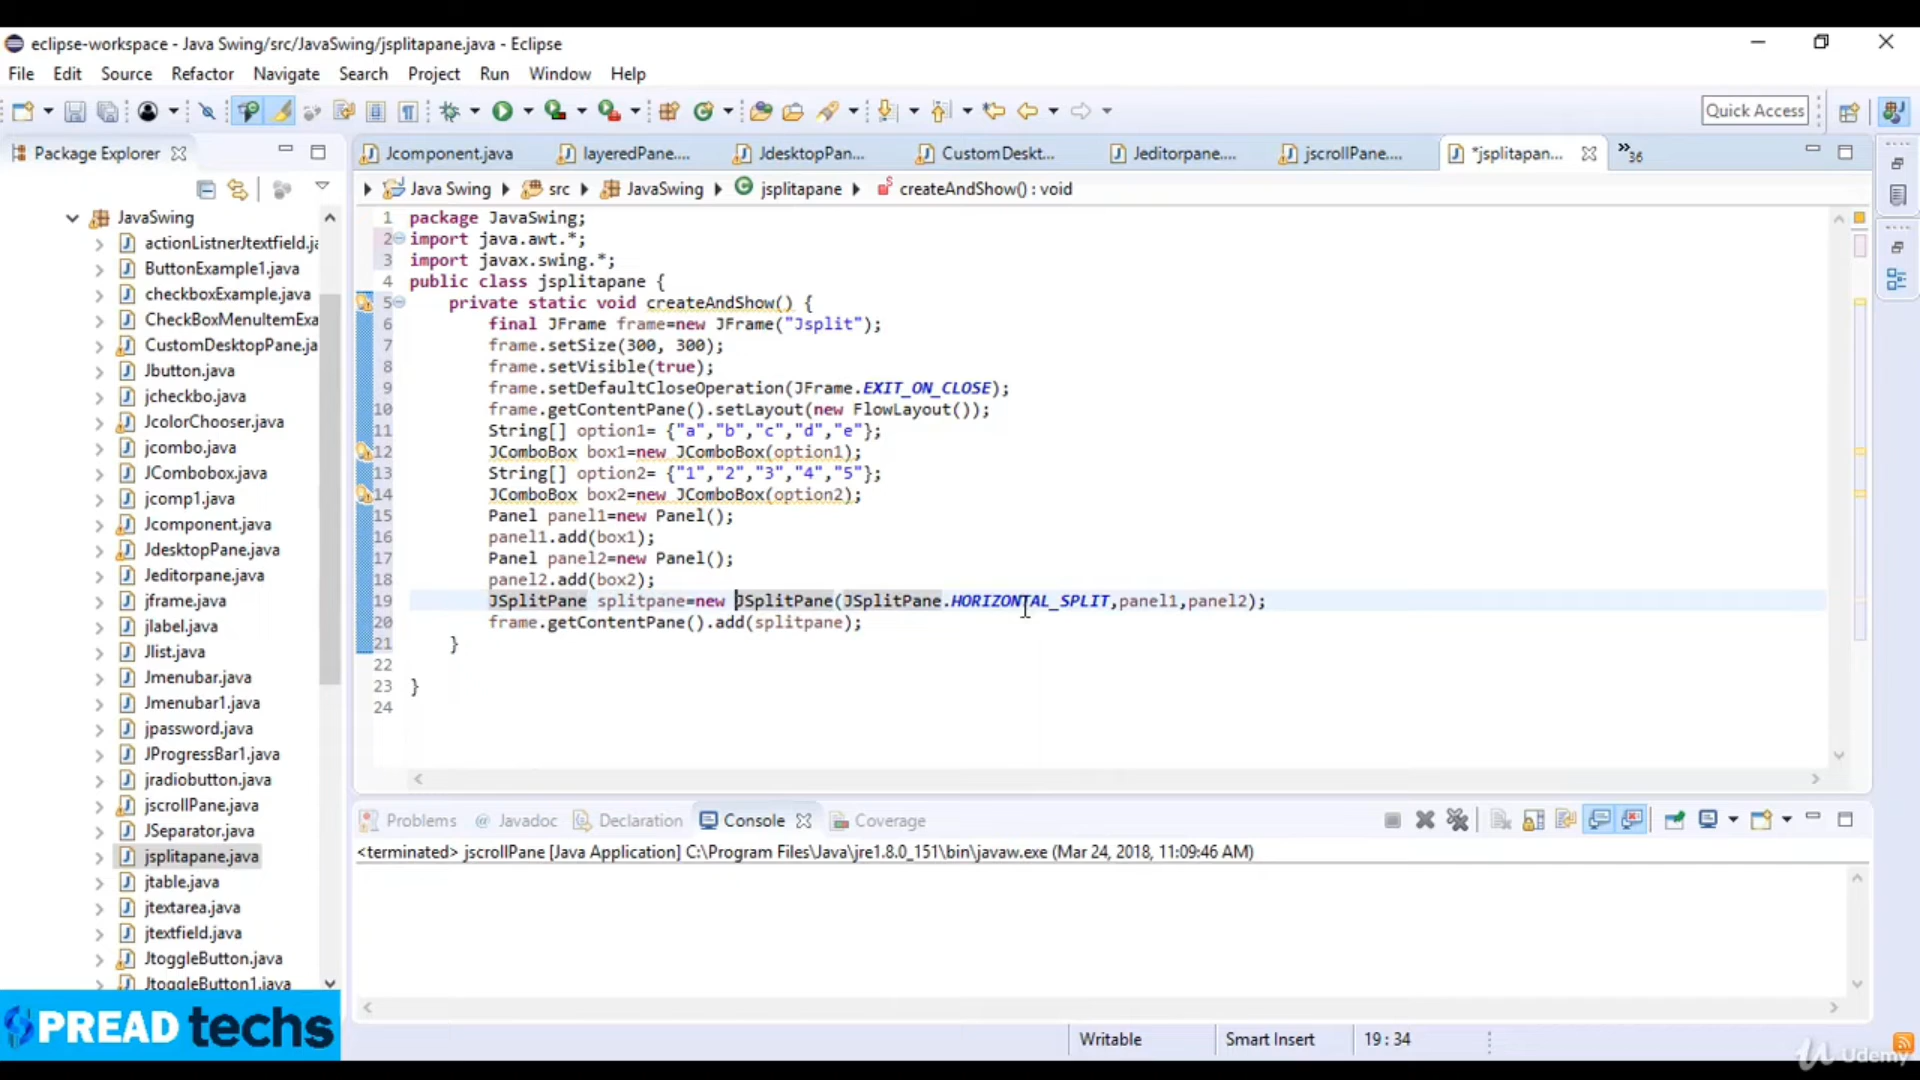 eclipse-workspace - Java Swing/src/JavaSwing/jsplitapane.java - Eclipse
File Edit Source Refactor Navigate Search Project Run Window Help
Quick Access
Package Explorer
Jcomponent.java layeredPane.... JdesktopPan... CustomDeskt... Jeditorpane.... jscrollPane.... *jsplitapan... »36
Java Swing src JavaSwing jsplitapane createAndShow() : void
JavaSwing
actionListnerJtextfield.ja
ButtonExample1.java
checkboxExample.java
CheckBoxMenuItemExa
CustomDesktopPane.ja
Jbutton.java
jcheckbo.java
JcolorChooser.java
jcombo.java
JCombobox.java
jcomp1.java
Jcomponent.java
JdesktopPane.java
Jeditorpane.java
jframe.java
jlabel.java
Jlist.java
Jmenubar.java
Jmenubar1.java
jpassword.java
JProgressBar1.java
jradiobutton.java
jscrollPane.java
JSeparator.java
jsplitapane.java
jtable.java
jtextarea.java
jtextfield.java
JtoggleButton.java
JtoggleButton1.java
1 package JavaSwing;
2 import java.awt.*;
3 import javax.swing.*;
4 public class jsplitapane {
5 private static void createAndShow() {
6 final JFrame frame=new JFrame("Jsplit");
7 frame.setSize(300, 300);
8 frame.setVisible(true);
9 frame.setDefaultCloseOperation(JFrame.EXIT_ON_CLOSE);
10 frame.getContentPane().setLayout(new FlowLayout());
11 String[] option1= {"a","b","c","d","e"};
12 JComboBox box1=new JComboBox(option1);
13 String[] option2= {"1","2","3","4","5"};
14 JComboBox box2=new JComboBox(option2);
15 Panel panel1=new Panel();
16 panel1.add(box1);
17 Panel panel2=new Panel();
18 panel2.add(box2);
19 JSplitPane splitpane=new JSplitPane(JSplitPane.HORIZONTAL_SPLIT,panel1,panel2);
20 frame.getContentPane().add(splitpane);
21 }
22
23 }
24
Problems @ Javadoc Declaration Console Coverage
<terminated> jscrollPane [Java Application] C:\Program Files\Java\jre1.8.0_151\bin\javaw.exe (Mar 24, 2018, 11:09:46 AM)
SPREAD techs
Writable Smart Insert 19 : 34
Udemy